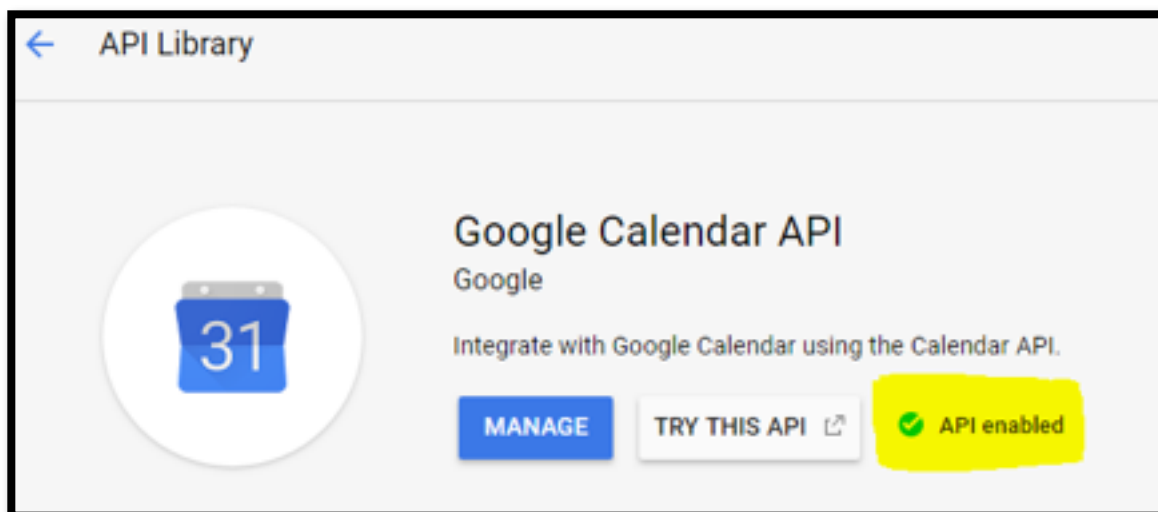 API Library
Google Calendar API
Google
31
Integrate with Google Calendar using the Calendar API.
MANAGE TRY THIS API API enabled